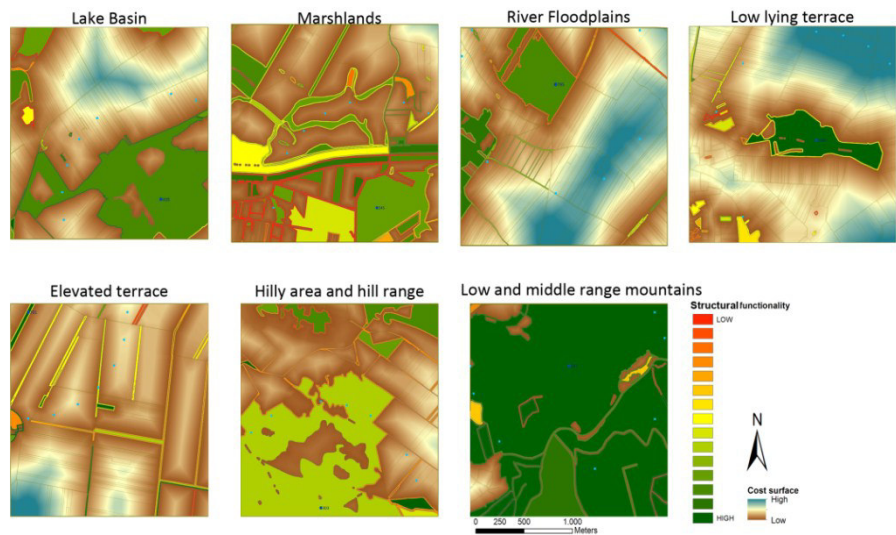 Lake Basin
Marshlands
River Floodplains
Low lying terrace
Elevated terrace
Hilly area and hill range
Low and middle range mountains
Structural functionality
LOW
HIGH
N
Cost surface
High
Low
0 250 500 1.000
Meters